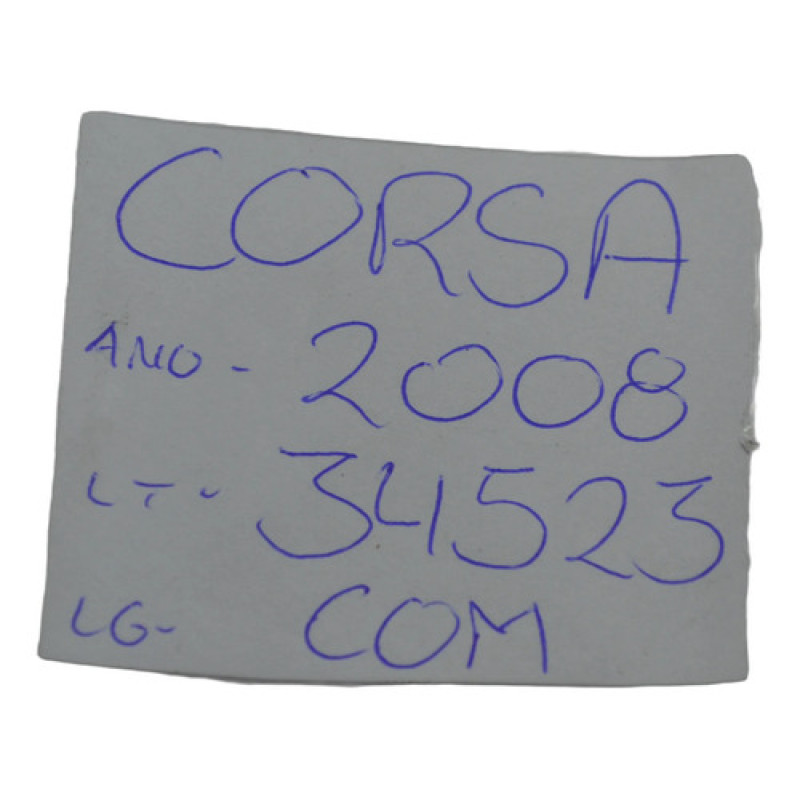 CORSA
ANO - 2008
LT - 34523
LG - COM